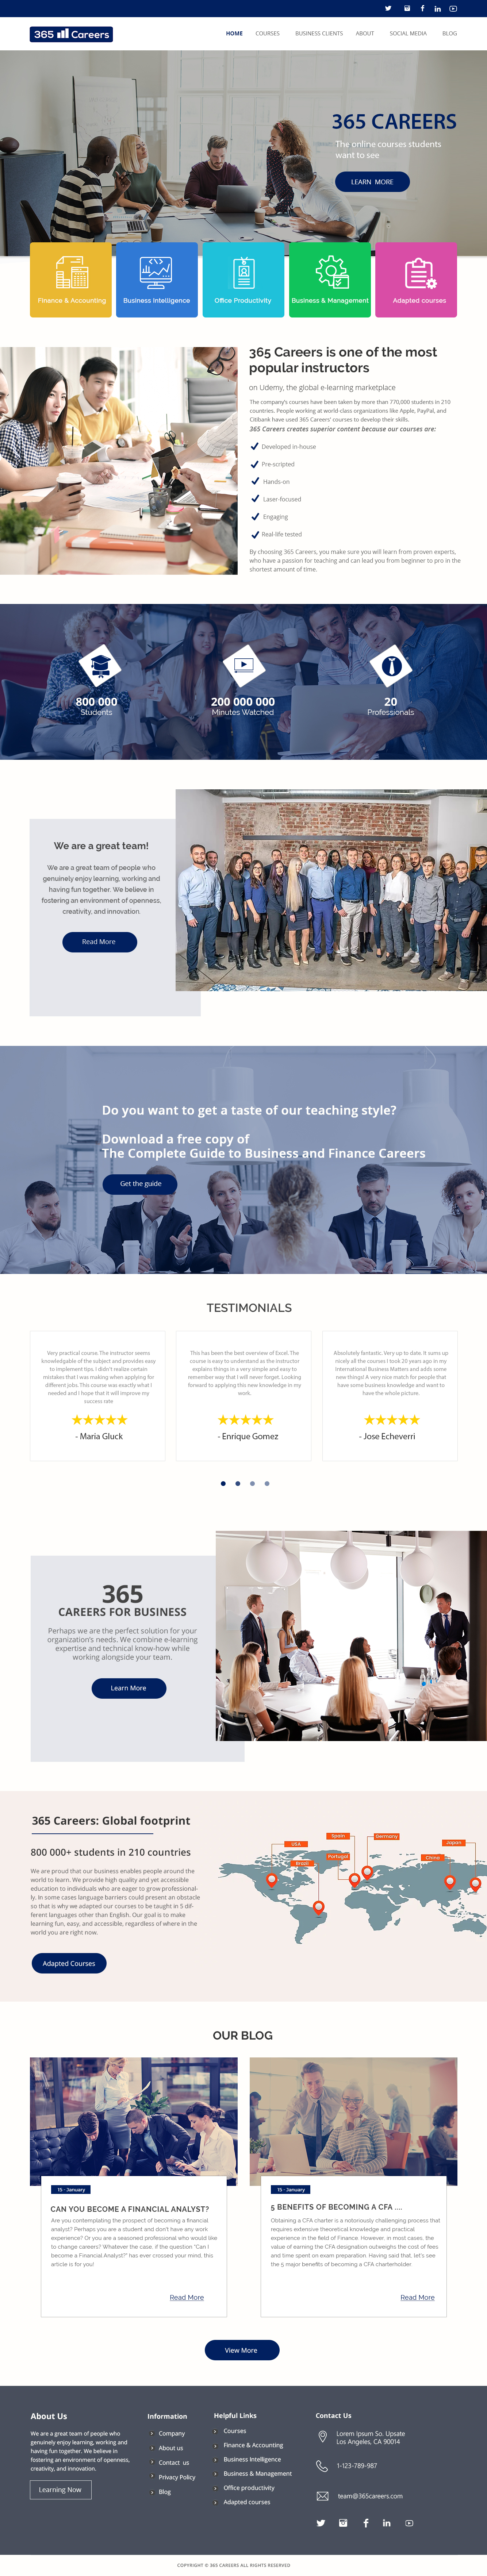 365 Careers
HOME COURSES BUSINESS CLIENTS ABOUT SOCIAL MEDIA BLOG
365 CAREERS
The online courses students
want to see
LEARN MORE
Finance & Accounting
Business Intelligence
Office Productivity
Business & Management
Adapted courses
365 Careers is one of the most
popular instructors
on Udemy, the global e-learning marketplace
The company's courses have been taken by more than 770,000 students in 210
countries. People working at world class organizations like Apple, PayPal, and
Citibank have used 365 Careers' courses to develop their skills.
365 Careers creates superior content because our courses are:
Developed in-house
Pre-scripted
Hands-on
Laser-focused
Engaging
Real-life tested
By choosing 365 Careers, you make sure you will learn from proven experts,
who have a passion for teaching and can lead you from beginner to pro in the
shortest amount of time.
800 000
Students
200 000 000
Minutes Watched
20
Professionals
We are a great team!
We are a great team of people who
genuinely enjoy learning, working and
having fun together. We believe in
fostering an environment of openness,
creativity, and innovation.
Read More
Do you want to get a taste of our teaching style?
Download a free copy of
The Complete Guide to Business and Finance Careers
Get the guide
TESTIMONIALS
Very practical course. The instructor seems
knowledgable of the subject and provides easy
to implement tips. I didn't realize certain
mistakes that I was making when applying for
different jobs. This course was exactly what I
needed and I hope that it will improve my
success rate
- Maria Gluck
This has been the best overview of Excel. The
course is easy to understand as the instructor
explains things in a very simple and easy to
remember way that I will never forget. Looking
forward to applying this new knowledge in my
work.
- Enrique Gomez
Absolutely fantastic. Very up to date. It sums up
nicely all the courses I took 20 years ago in my
International Business Matters and adds some
new things! A very nice match for people that
have some business knowledge and want to
have the whole picture.
- Jose Echeverri
365
CAREERS FOR BUSINESS
Perhaps we are the perfect solution for your
organization's needs. We combine e-learning
expertise and technical know-how while
working alongside your team.
Learn More
365 Careers: Global footprint
800 000+ students in 210 countries
We are proud that our business enables people around the
world to learn. We provide high quality and yet accessible
education to individuals who are eager to grow professional-
ly. In some cases language barriers could present an obstacle
so that is why we adapted our courses to be taught in 5 dif-
ferent languages other than English. Our goal is to make
learning fun, easy, and accessible, regardless of where in the
world you are right now.
Adapted Courses
USA
Brazil
Spain
Portugal
Germany
China
Japan
OUR BLOG
15 - January
CAN YOU BECOME A FINANCIAL ANALYST?
Are you contemplating the prospect of becoming a financial
analyst? Perhaps you are a student and don't have any work
experience? Or you are a seasoned professional who would like
to change careers? Whatever the case, if the question "Can I
become a Financial Analyst?" has ever crossed your mind, this
article is for you!
Read More
15 - January
5 BENEFITS OF BECOMING A CFA ....
Obtaining a CFA charter is a notoriously challenging process that
requires extensive theoretical knowledge and practical
experience in the field of Finance. However, in most cases, the
value of earning the CFA designation outweighs the cost of fees
and time spent on exam preparation. Having said that, let's see
the 5 major benefits of becoming a CFA charterholder.
Read More
View More
About Us
We are a great team of people who
genuinely enjoy learning, working and
having fun together. We believe in
fostering an environment of openness,
creativity, and innovation.
Learning Now
Information
Company
About us
Contact us
Privacy Policy
Blog
Helpful Links
Courses
Finance & Accounting
Business Intelligence
Business & Management
Office productivity
Adapted courses
Contact Us
Lorem Ipsum So. Upsate
Los Angeles, CA 90014
1-123-789-987
team@365careers.com
COPYRIGHT © 365 CAREERS ALL RIGHTS RESERVED